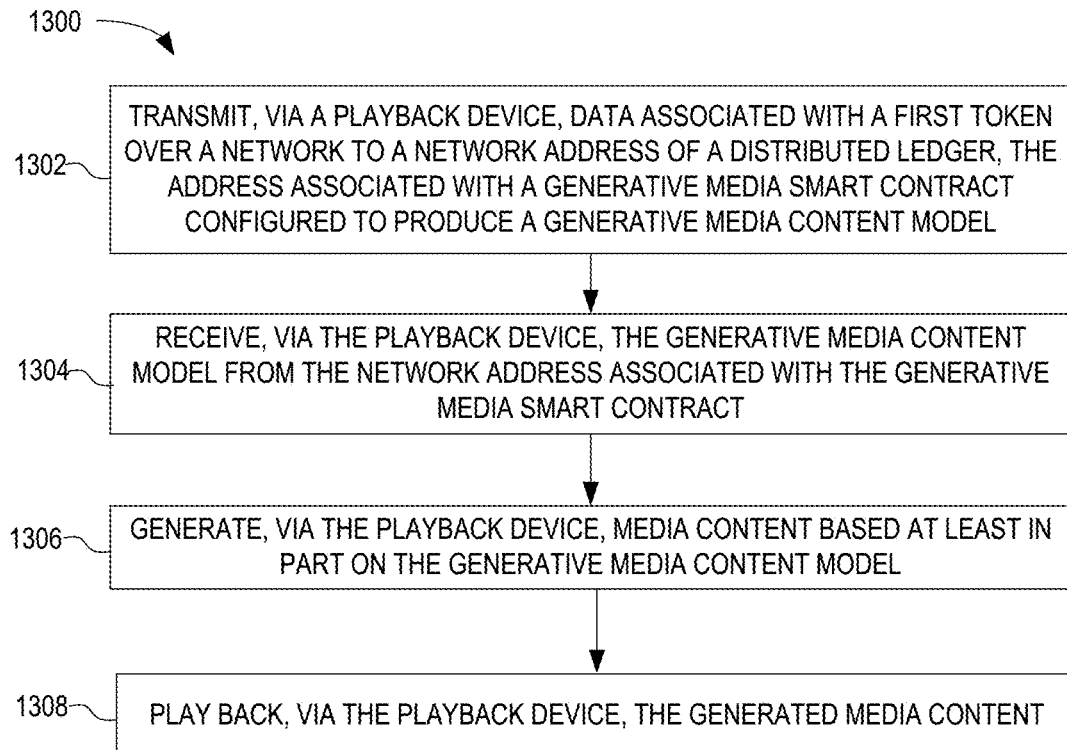 1300
TRANSMIT, VIA A PLAYBACK DEVICE, DATA ASSOCIATED WITH A FIRST TOKEN
1302
OVER A NETWORK TO A NETWORK ADDRESS OF A DISTRIBUTED LEDGER, THE
ADDRESS ASSOCIATED WITH A GENERATIVE MEDIA SMART CONTRACT
CONFIGURED TO PRODUCE A GENERATIVE MEDIA CONTENT MODEL
RECEIVE, VIA THE PLAYBACK DEVICE, THE GENERATIVE MEDIA CONTENT
1304
MODEL FROM THE NETWORK ADDRESS ASSOCIATED WITH THE GENERATIVE
MEDIA SMART CONTRACT
1306
GENERATE, VIA THE PLAYBACK DEVICE, MEDIA CONTENT BASED AT LEAST IN
PART ON THE GENERATIVE MEDIA CONTENT MODEL
1308
PLAY BACK, VIA THE PLAYBACK DEVICE, THE GENERATED MEDIA CONTENT